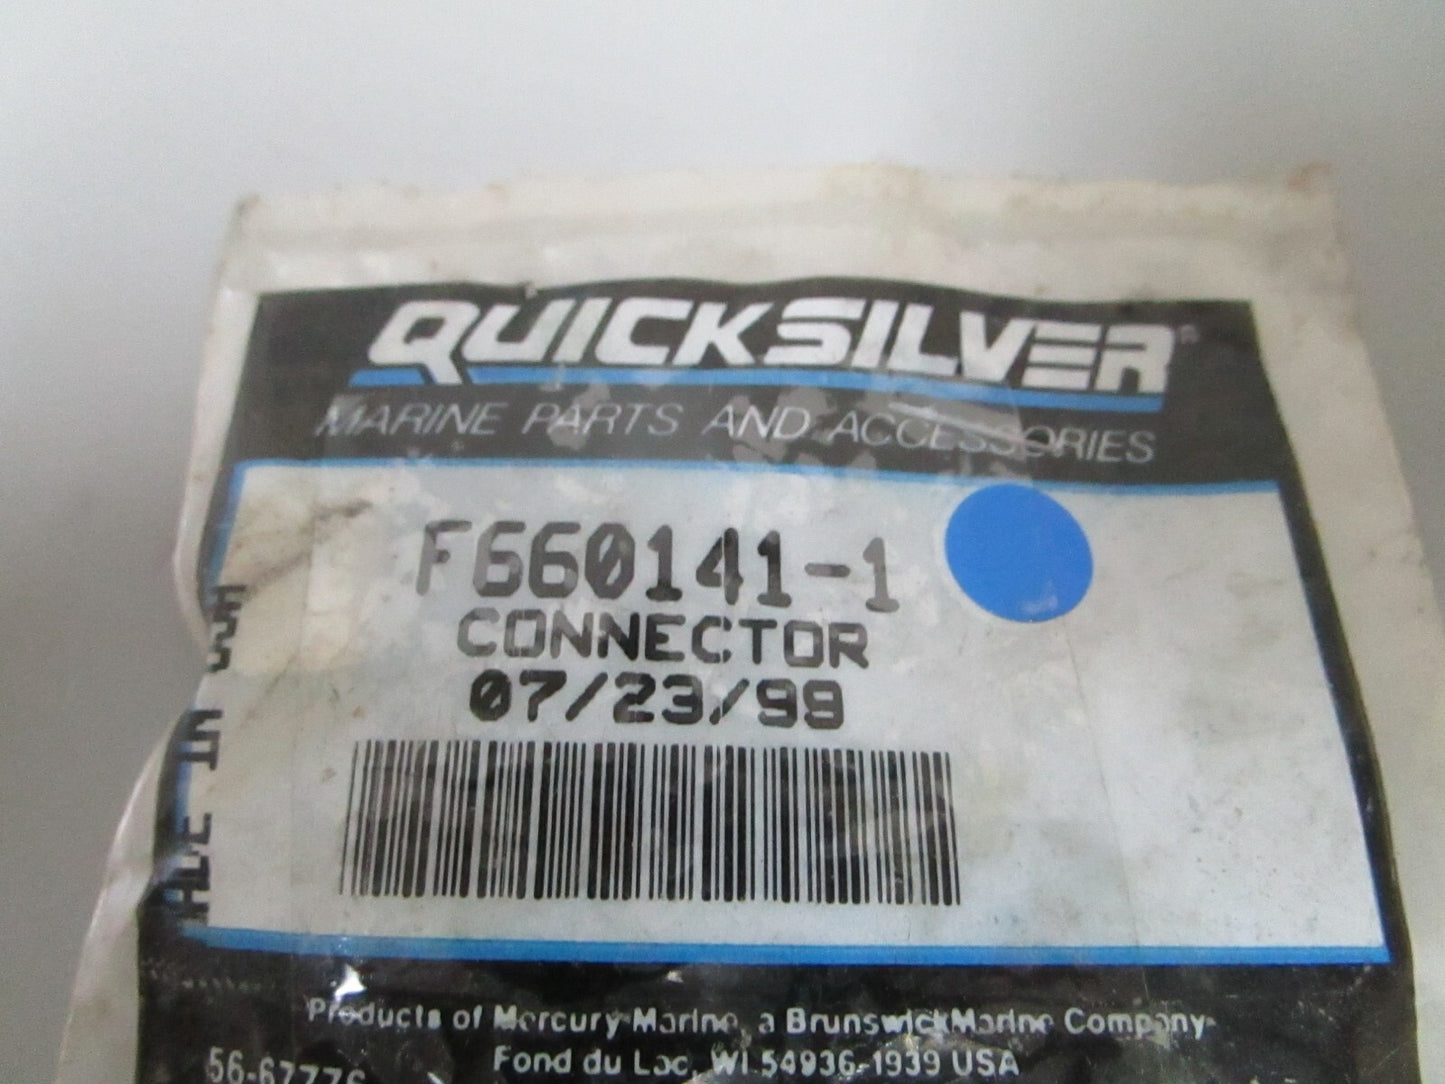 QUICKSILVER®
MARINE PARTS AND ACCESSORIES
F660141-1
CONNECTOR
07/23/99
Products of Mercury Marine, a Brunswick Marine Company
Fond du Lac, WI 54936-1939 USA